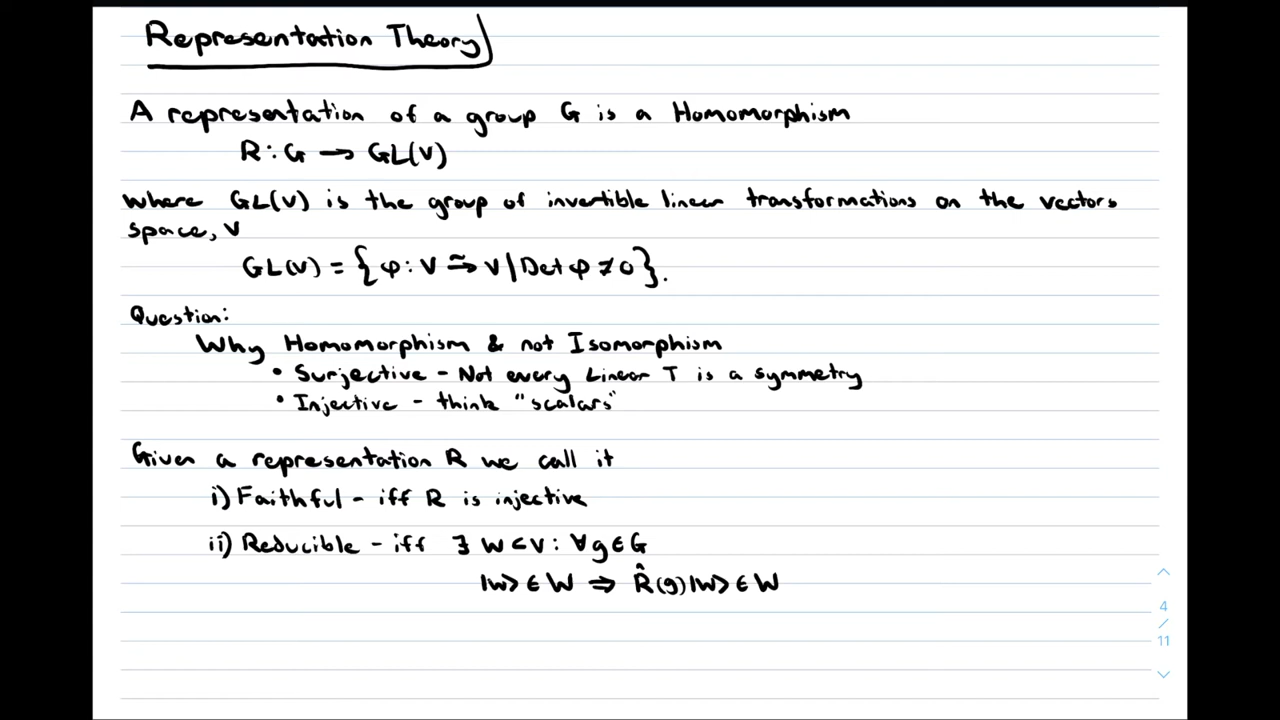 Representation Theory
A representation of a group G is a Homomorphism
R: G → GL(V)
where GL(V) is the group of invertible linear transformations on the vectors
space, V
GL(V) = {φ: V ⥲ V | Det φ ≠ 0}.
Question:
Why Homomorphism & not Isomorphism
• Surjective - Not every Linear T is a symmetry
• Injective - think "scalars"
Given a representation R we call it
i) Faithful - iff R is injective
ii) Reducible - iff ∃ W < V : ∀g ∈ G
|w> ∈ W ⇒ R̂(g)|w> ∈ W
4
/
11